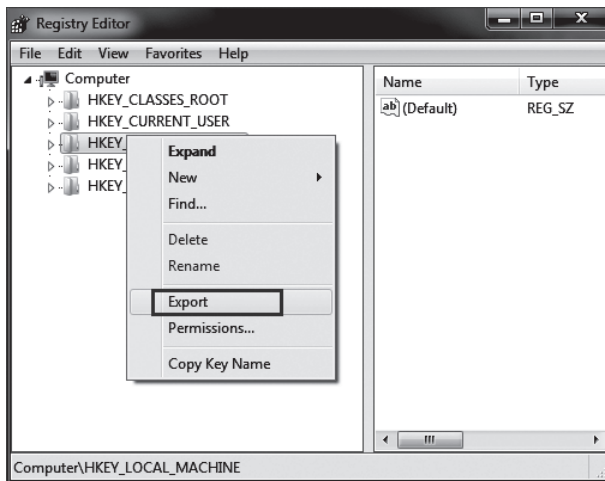 Registry Editor
File Edit View Favorites Help
Computer
Name Type
HKEY_CLASSES_ROOT
ab (Default) REG_SZ
HKEY_CURRENT_USER
HKEY_
HKEY_
HKEY_
Expand
New
Find...
Delete
Rename
Export
Permissions...
Copy Key Name
Computer\HKEY_LOCAL_MACHINE